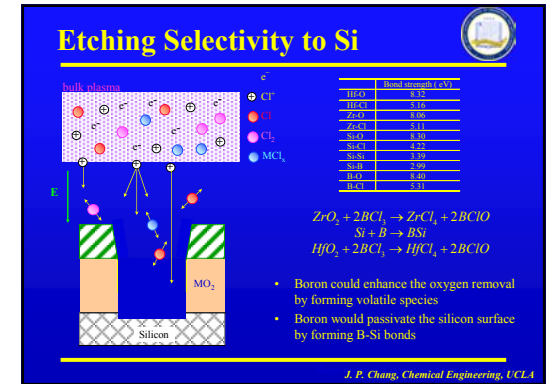 Etching Selectivity to Si
bulk plasma
e⁻
Cl⁺
Cl
Cl₂
MClₓ
e⁻
e⁻
e⁻
e⁻
e⁻
E
MO₂
Silicon
Bond strength ( eV)
Hf-O 8.32
Hf-Cl 5.16
Zr-O 8.06
Zr-Cl 5.11
Si-O 8.30
Si-Cl 4.22
Si-Si 3.39
Si-B 2.99
B-O 8.40
B-Cl 5.31
ZrO₂ + 2BCl₃ → ZrCl₄ + 2BClO
Si + B → BSi
HfO₂ + 2BCl₃ → HfCl₄ + 2BClO
• Boron could enhance the oxygen removal
by forming volatile species
• Boron would passivate the silicon surface
by forming B-Si bonds
J. P. Chang, Chemical Engineering, UCLA